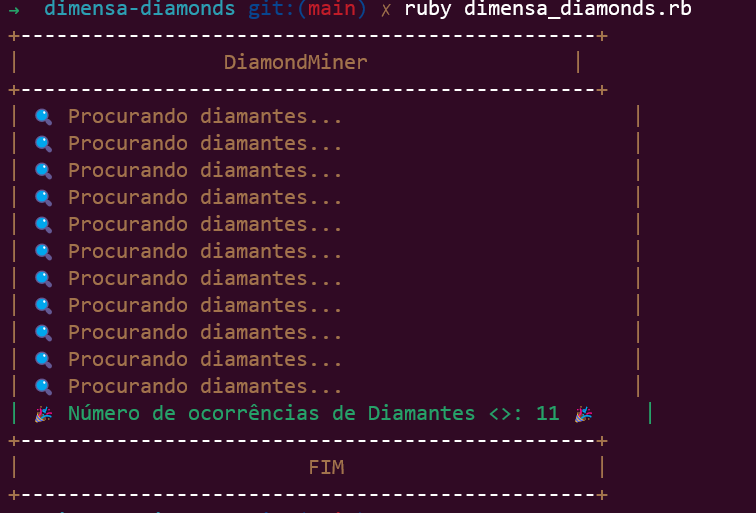 → dimensa-diamonds git:(main) ✗ ruby dimensa_diamonds.rb
+------------------------------------------------+
| DiamondMiner |
+------------------------------------------------+
| 🔍 Procurando diamantes... |
| 🔍 Procurando diamantes... |
| 🔍 Procurando diamantes... |
| 🔍 Procurando diamantes... |
| 🔍 Procurando diamantes... |
| 🔍 Procurando diamantes... |
| 🔍 Procurando diamantes... |
| 🔍 Procurando diamantes... |
| 🔍 Procurando diamantes... |
| 🔍 Procurando diamantes... |
| 🔍 Procurando diamantes... |
| 🎉 Número de ocorrências de Diamantes <>: 11 🎉 |
+------------------------------------------------+
| FIM |
+------------------------------------------------+